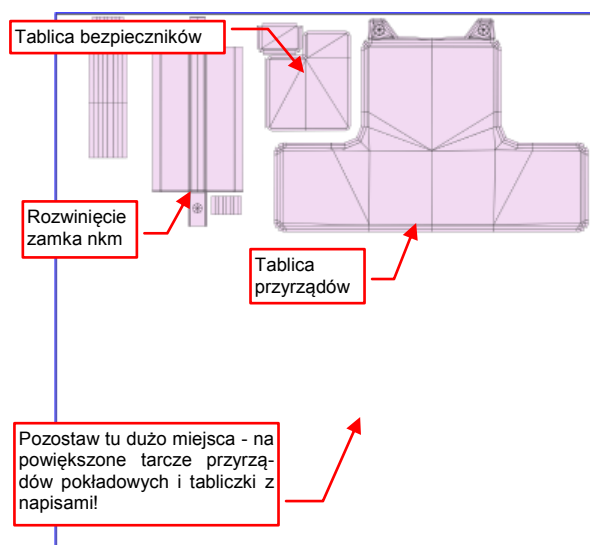 Tablica bezpieczników
Rozwinięcie
zamka nkm
Tablica
przyrządów
Pozostaw tu dużo miejsca - na
powiększone tarcze przyrzą-
dów pokładowych i tabliczki z
napisami!